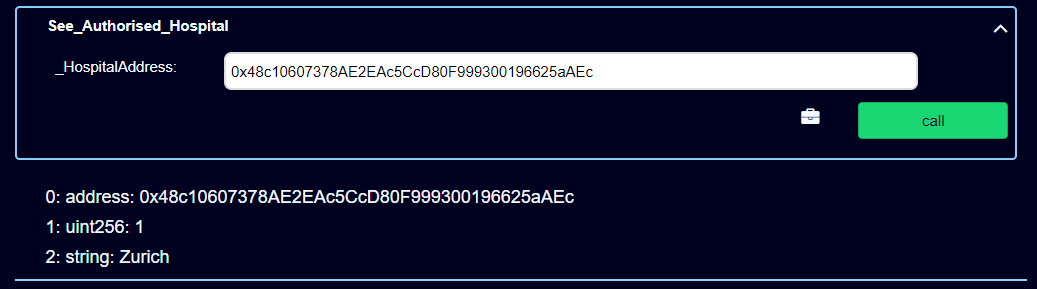 See_Authorised_Hospital
_HospitalAddress:
0x48c10607378AE2EAc5CcD80F999300196625aAEc
call
0: address: 0x48c10607378AE2EAc5CcD80F999300196625aAEc
1: uint256: 1
2: string: Zurich